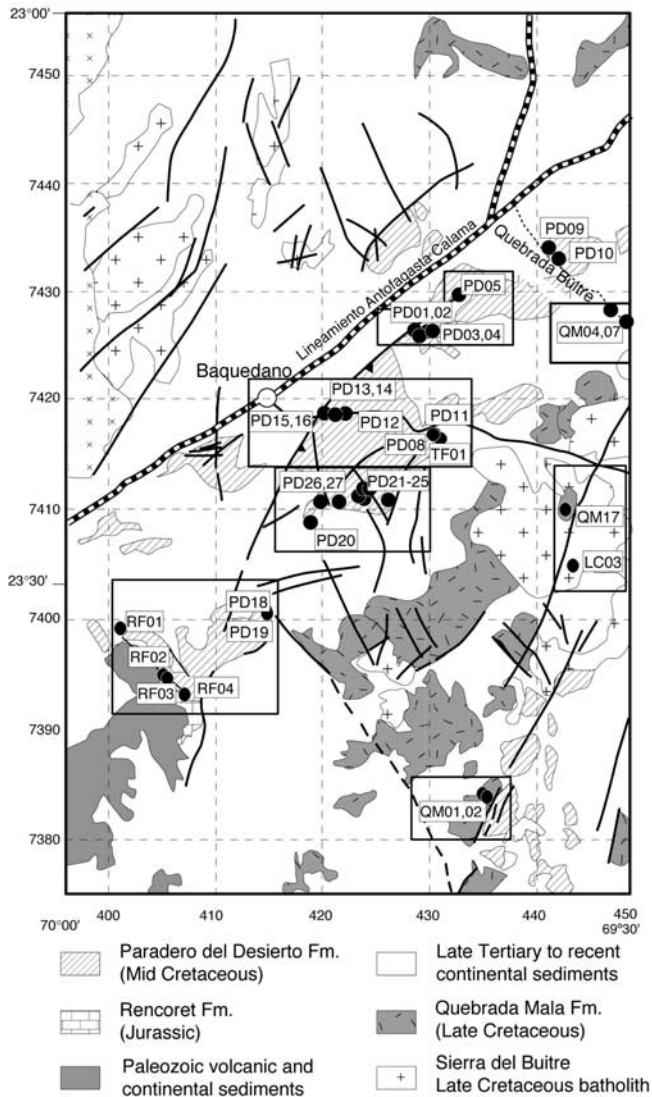 23°00'
7450
7440
7430
7420
7410
23°30'
7400
7390
7380
Lineamiento Antofagasta Calama
Quebrada Buitre
PD09
PD10
PD05
PD01,02
PD03,04
QM04,07
Baquedano
PD13,14
PD11
PD15,16
PD12
PD08
TF01
PD26,27
PD21-25
QM17
PD20
LC03
PD18
RF01
PD19
RF02
RF03
RF04
QM01,02
70°00'
400
410
420
430
440
450
69°30'
Paradero del Desierto Fm.
(Mid Cretaceous)
Late Tertiary to recent
continental sediments
Rencoret Fm.
(Jurassic)
Quebrada Mala Fm.
(Late Cretaceous)
Paleozoic volcanic and
continental sediments
Sierra del Buitre
Late Cretaceous batholith